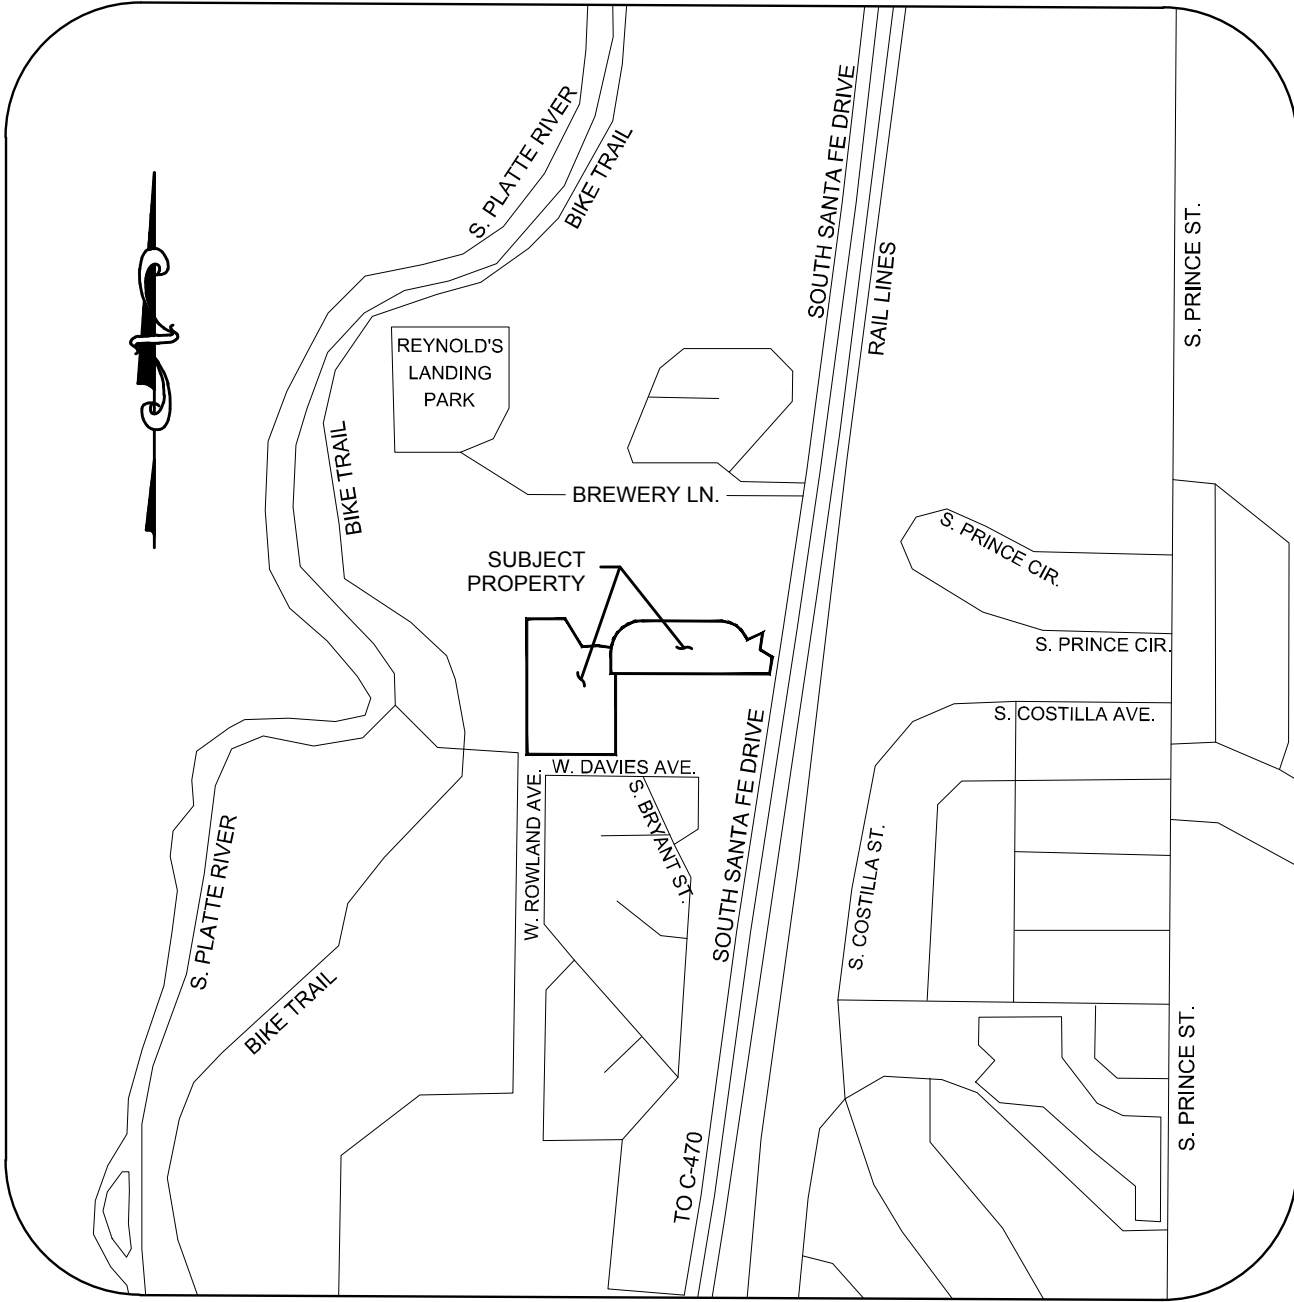 S. PLATTE RIVER
BIKE TRAIL
SOUTH SANTA FE DRIVE
RAIL LINES
S. PRINCE ST.
REYNOLD'S
LANDING
PARK
BIKE TRAIL
BREWERY LN.
S. PRINCE CIR.
SUBJECT
PROPERTY
S. PRINCE CIR.
S. COSTILLA AVE.
W. DAVIES AVE.
W. ROWLAND AVE.
S. BRYANT ST.
SOUTH SANTA FE DRIVE
S. COSTILLA ST.
S. PLATTE RIVER
BIKE TRAIL
TO C-470
S. PRINCE ST.